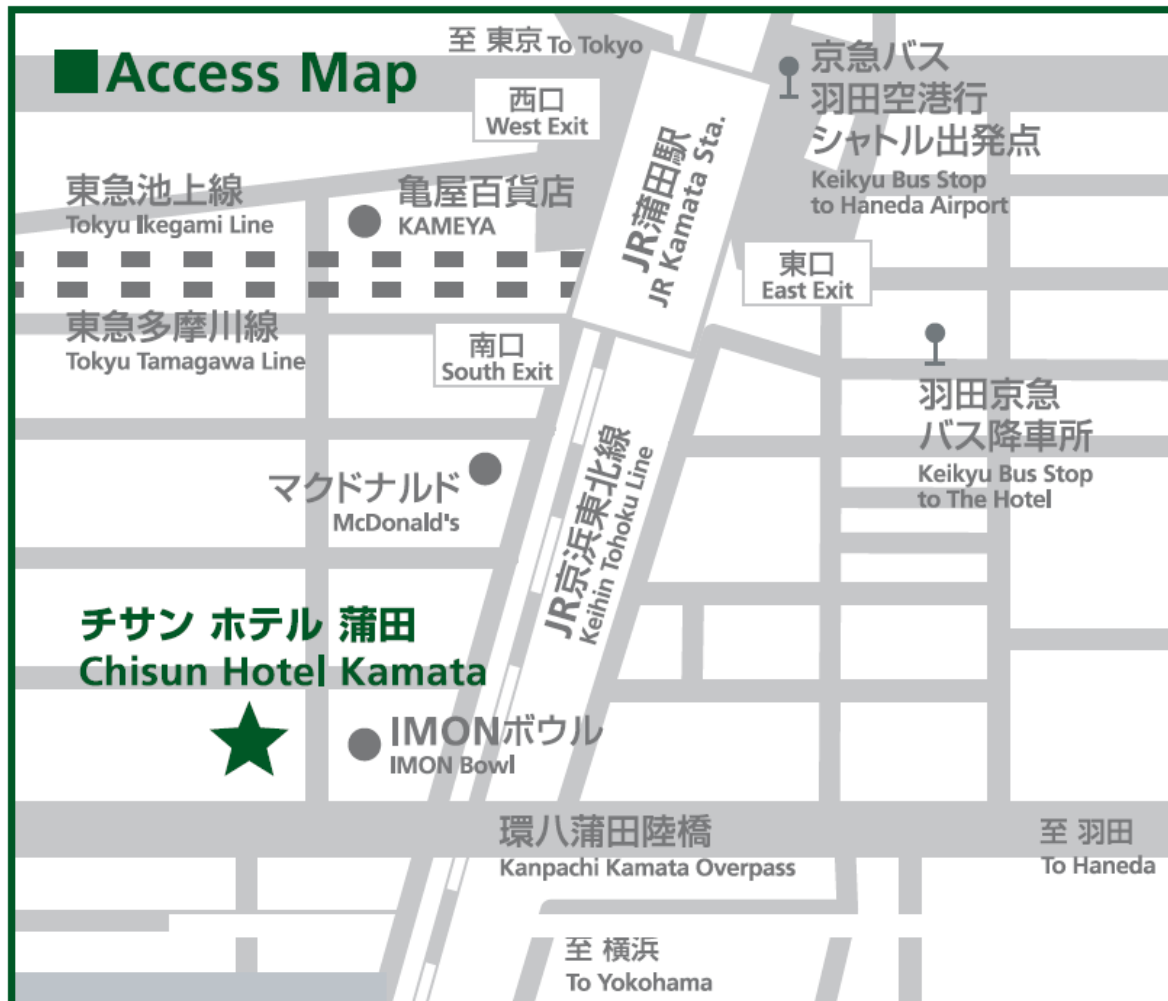 ■Access Map
至 東京 To Tokyo
西口
West Exit
京急バス
羽田空港行
シャトル出発点
Keikyu Bus Stop
to Haneda Airport
JR蒲田駅
JR Kamata Sta.
東急池上線
Tokyu Ikegami Line
亀屋百貨店
KAMEYA
東口
East Exit
東急多摩川線
Tokyu Tamagawa Line
南口
South Exit
羽田京急
バス降車所
Keikyu Bus Stop
to The Hotel
マクドナルド
McDonald's
JR京浜東北線
Keihin Tohoku Line
チサン ホテル 蒲田
Chisun Hotel Kamata
IMONボウル
IMON Bowl
環八蒲田陸橋
Kanpachi Kamata Overpass
至 羽田
To Haneda
至 横浜
To Yokohama